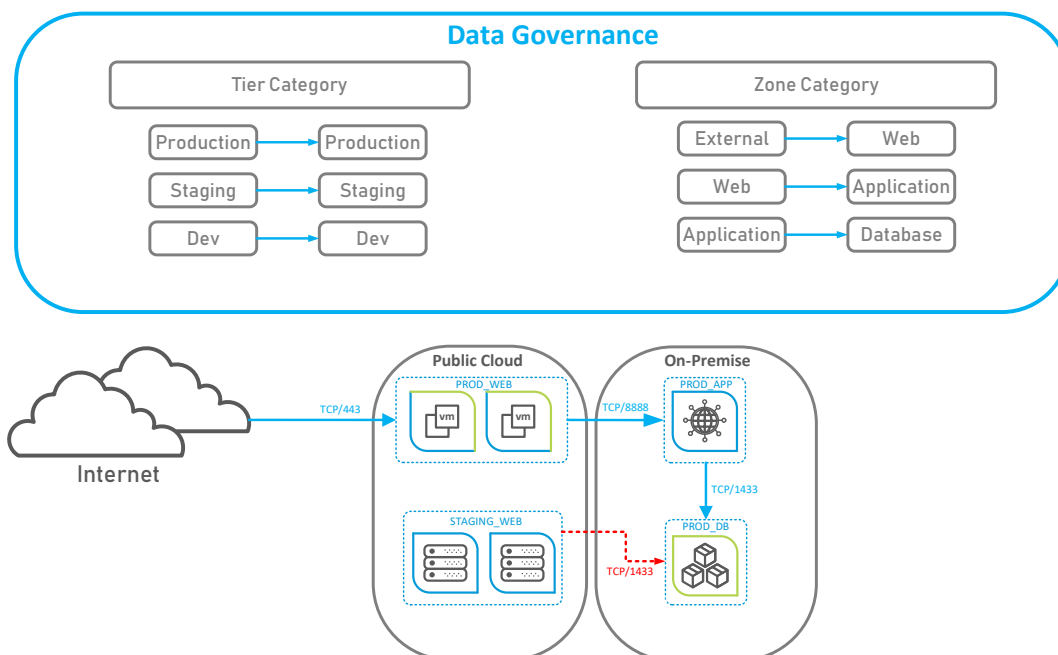 Data Governance
Tier Category
Zone Category
Production
Production
External
Web
Staging
Staging
Web
Application
Dev
Dev
Application
Database
Public Cloud
On-Premise
PROD_WEB
PROD_APP
vm
vm
TCP/443
TCP/8888
Internet
TCP/1433
STAGING_WEB
PROD_DB
TCP/1433